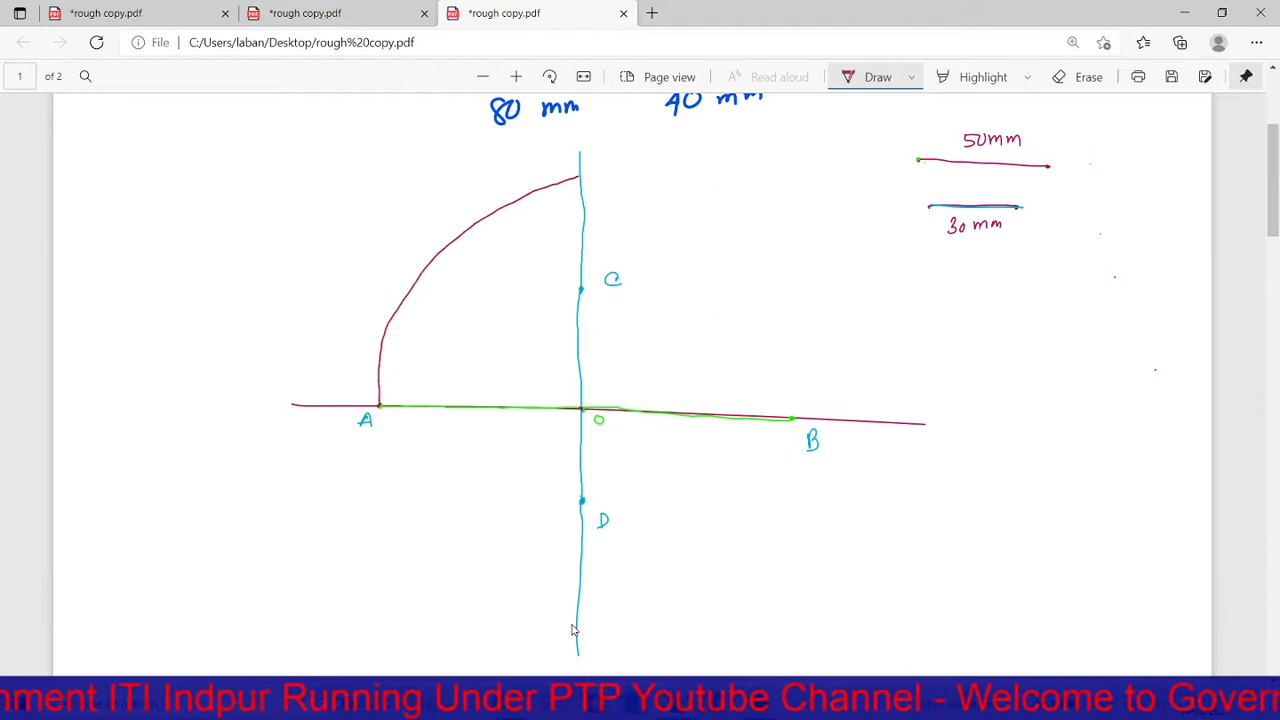 *rough copy.pdf
*rough copy.pdf
*rough copy.pdf
File C:/Users/laban/Desktop/rough%20copy.pdf
1 of 2 Page view Read aloud Draw Highlight Erase
80 mm 40 mm
50mm
30 mm
C
A
O
B
D
nment ITI Indpur Running Under PTP Youtube Channel - Welcome to Gover